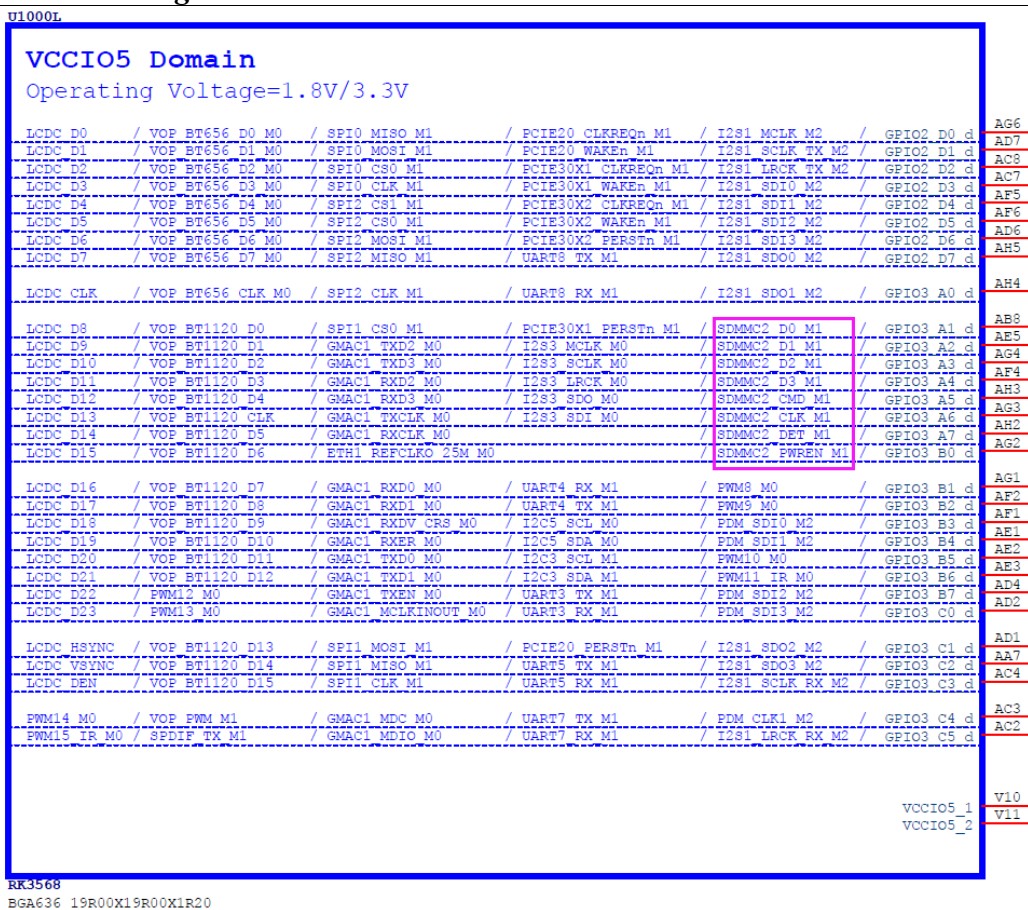 U1000L
VCCIO5 Domain
Operating Voltage=1.8V/3.3V
LCDC_D0 / VOP_BT656_D0_M0 / SPI0_MISO_M1 / PCIE20_CLKREQn_M1 / I2S1_MCLK_M2 / GPIO2_D0_d AG6
LCDC_D1 / VOP_BT656_D1_M0 / SPI0_MOSI_M1 / PCIE20_WAKEn_M1 / I2S1_SCLK_TX_M2 / GPIO2_D1_d AD7
LCDC_D2 / VOP_BT656_D2_M0 / SPI0_CS0_M1 / PCIE30X1_CLKREQn_M1 / I2S1_LRCK_TX_M2 / GPIO2_D2_d AC8
LCDC_D3 / VOP_BT656_D3_M0 / SPI0_CLK_M1 / PCIE30X1_WAKEn_M1 / I2S1_SDI0_M2 / GPIO2_D3_d AC7
LCDC_D4 / VOP_BT656_D4_M0 / SPI2_CS1_M1 / PCIE30X2_CLKREQn_M1 / I2S1_SDI1_M2 / GPIO2_D4_d AF5
LCDC_D5 / VOP_BT656_D5_M0 / SPI2_CS0_M1 / PCIE30X2_WAKEn_M1 / I2S1_SDI2_M2 / GPIO2_D5_d AF6
LCDC_D6 / VOP_BT656_D6_M0 / SPI2_MOSI_M1 / PCIE30X2_PERSTn_M1 / I2S1_SDI3_M2 / GPIO2_D6_d AD6
LCDC_D7 / VOP_BT656_D7_M0 / SPI2_MISO_M1 / UART8_TX_M1 / I2S1_SDO0_M2 / GPIO2_D7_d AH5
LCDC_CLK / VOP_BT656_CLK_M0 / SPI2_CLK_M1 / UART8_RX_M1 / I2S1_SDO1_M2 / GPIO3_A0_d AH4
LCDC_D8 / VOP_BT1120_D0 / SPI1_CS0_M1 / PCIE30X1_PERSTn_M1 / SDMMC2_D0_M1 / GPIO3_A1_d AB8
LCDC_D9 / VOP_BT1120_D1 / GMAC1_TXD2_M0 / I2S3_MCLK_M0 / SDMMC2_D1_M1 / GPIO3_A2_d AE5
LCDC_D10 / VOP_BT1120_D2 / GMAC1_TXD3_M0 / I2S3_SCLK_M0 / SDMMC2_D2_M1 / GPIO3_A3_d AG4
LCDC_D11 / VOP_BT1120_D3 / GMAC1_RXD2_M0 / I2S3_LRCK_M0 / SDMMC2_D3_M1 / GPIO3_A4_d AF4
LCDC_D12 / VOP_BT1120_D4 / GMAC1_RXD3_M0 / I2S3_SDO_M0 / SDMMC2_CMD_M1 / GPIO3_A5_d AH3
LCDC_D13 / VOP_BT1120_CLK GMAC1_TXCLK_M0 / I2S3_SDI_M0 / SDMMC2_CLK_M1 / GPIO3_A6_d AG3
LCDC_D14 / VOP_BT1120_D5 GMAC1_RXCLK_M0 / SDMMC2_DET_M1 / GPIO3_A7_d AH2
LCDC_D15 / VOP_BT1120_D6 / ETH1_REFCLKO_25M_M0 / SDMMC2_PWREN_M1 / GPIO3_B0_d AG2
LCDC_D16 / VOP_BT1120_D7 / GMAC1_RXD0_M0 / UART4_RX_M1 / PWM8_M0 / GPIO3_B1_d AG1
LCDC_D17 / VOP_BT1120_D8 / GMAC1_RXD1_M0 / UART4_TX_M1 / PWM9_M0 / GPIO3_B2_d AF2
LCDC_D18 / VOP_BT1120_D9 / GMAC1_RXDV_CRS_M0 / I2C5_SCL_M0 / PDM_SDI0_M2 / GPIO3_B3_d AF1
LCDC_D19 / VOP_BT1120_D10 / GMAC1_RXER_M0 / I2C5_SDA_M0 / PDM_SDI1_M2 / GPIO3_B4_d AE1
LCDC_D20 / VOP_BT1120_D11 / GMAC1_TXD0_M0 / I2C3_SCL_M1 / PWM10_M0 / GPIO3_B5_d AE2
LCDC_D21 / VOP_BT1120_D12 / GMAC1_TXD1_M0 / I2C3_SDA_M1 / PWM11_IR_M0 / GPIO3_B6_d AE3
LCDC_D22 / PWM12_M0 / GMAC1_TXEN_M0 / UART3_TX_M1 / PDM_SDI2_M2 / GPIO3_B7_d AD4
LCDC_D23 / PWM13_M0 / GMAC1_MCLKINOUT_M0 / UART3_RX_M1 / PDM_SDI3_M2 / GPIO3_C0_d AD2
LCDC_HSYNC / VOP_BT1120_D13 / SPI1_MOSI_M1 / PCIE20_PERSTn_M1 / I2S1_SDO2_M2 / GPIO3_C1_d AD1
LCDC_VSYNC / VOP_BT1120_D14 / SPI1_MISO_M1 / UART5_TX_M1 / I2S1_SDO3_M2 / GPIO3_C2_d AA7
LCDC_DEN / VOP_BT1120_D15 SPI1_CLK_M1 / UART5_RX_M1 / I2S1_SCLK_RX_M2 / GPIO3_C3_d AC4
PWM14_M0 / VOP_PWM_M1 / GMAC1_MDC_M0 / UART7_TX_M1 / PDM_CLK1_M2 / GPIO3_C4_d AC3
PWM15_IR_M0 / SPDIF_TX_M1 / GMAC1_MDIO_M0 / UART7_RX_M1 / I2S1_LRCK_RX_M2 / GPIO3_C5_d AC2
VCCIO5_1 V10
VCCIO5_2 V11
RK3568
BGA636_19R00X19R00X1R20